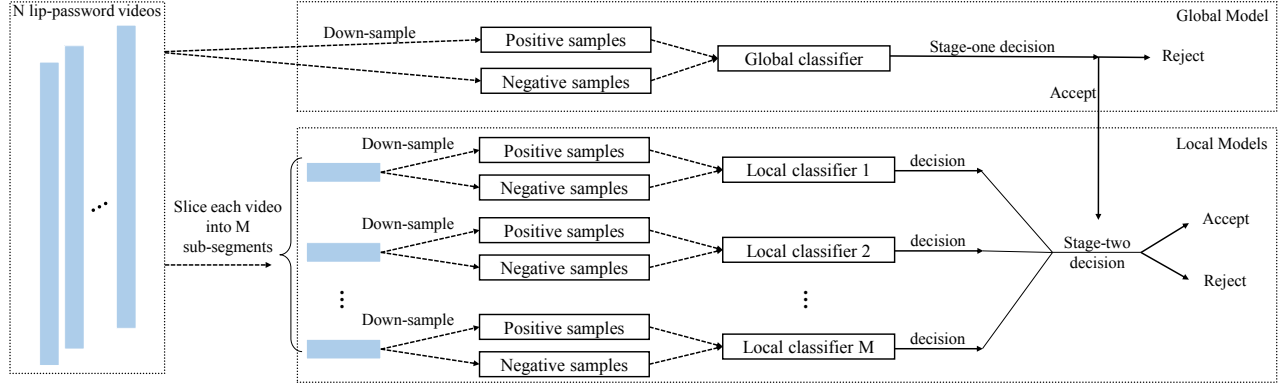 N lip-password videos
Global Model
Down-sample
Positive samples
Negative samples
Global classifier
Stage-one decision
Reject
Accept
Local Models
Slice each video
into M
sub-segments
Down-sample
Positive samples
Negative samples
Local classifier 1
decision
Down-sample
Positive samples
Negative samples
Local classifier 2
decision
Down-sample
Positive samples
Negative samples
Local classifier M
decision
Stage-two
decision
Accept
Reject